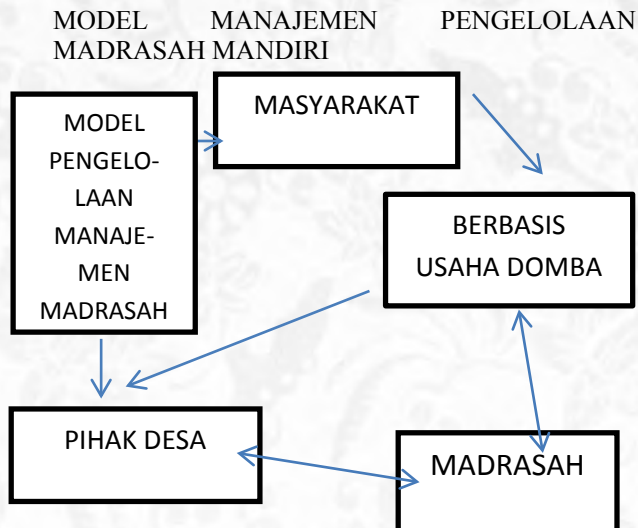 MODEL MANAJEMEN PENGELOLAAN
MADRASAH MANDIRI
MODEL
PENGELO-
LAAN
MANAJE-
MEN
MADRASAH
MASYARAKAT
BERBASIS
USAHA DOMBA
PIHAK DESA
MADRASAH